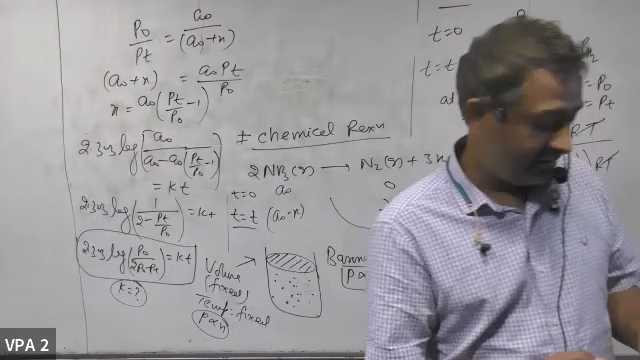 P0/Pt = a0/(a0+x)
(a0+x) = a0Pt/P0
x = a0(Pt/P0 -1)
2.303 log[a0/(a0-a0(Pt/P0-1))] = kt
2.303 log(1/(2-Pt/P0)) = kt
2.303 log(P0/(2P0-Pt)) = kt
k=?
± chemical Rexn
2NH3(g) → N2(g) + 3H
t=0 a0 0
t=t (a0-x)
Volume
(fixed)
Temp = fixed
P∝n
t=0
t=t
= P0
= Pt
RT
VPA 2